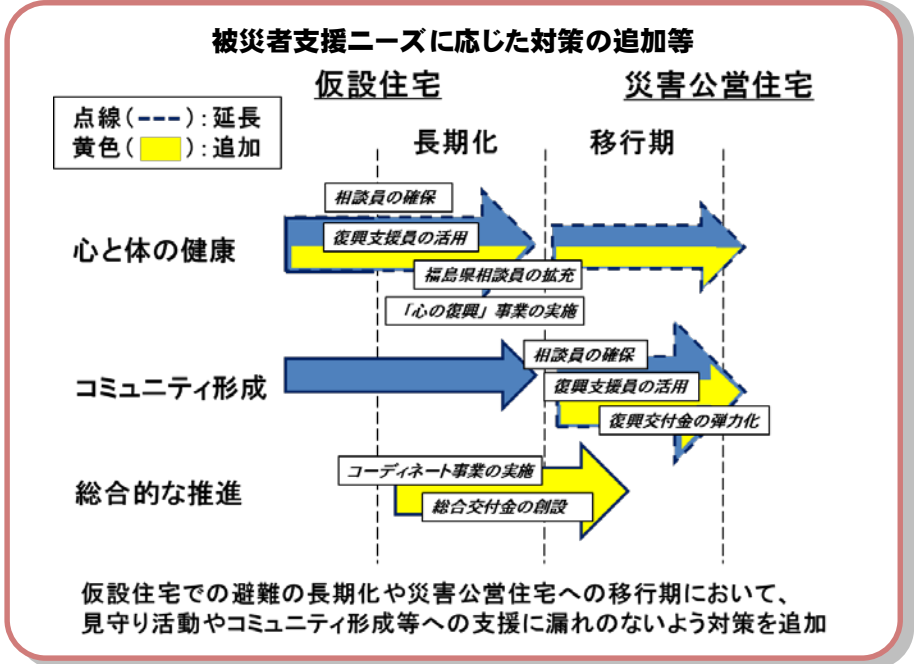 被災者支援ニーズに応じた対策の追加等
仮設住宅
災害公営住宅
点線(---):延長
黄色( ):追加
長期化
移行期
心と体の健康
相談員の確保
復興支援員の活用
福島県相談員の拡充
「心の復興」事業の実施
コミュニティ形成
相談員の確保
復興支援員の活用
復興交付金の弾力化
総合的な推進
コーディネート事業の実施
総合交付金の創設
仮設住宅での避難の長期化や災害公営住宅への移行期において、
見守り活動やコミュニティ形成等への支援に漏れのないよう対策を追加